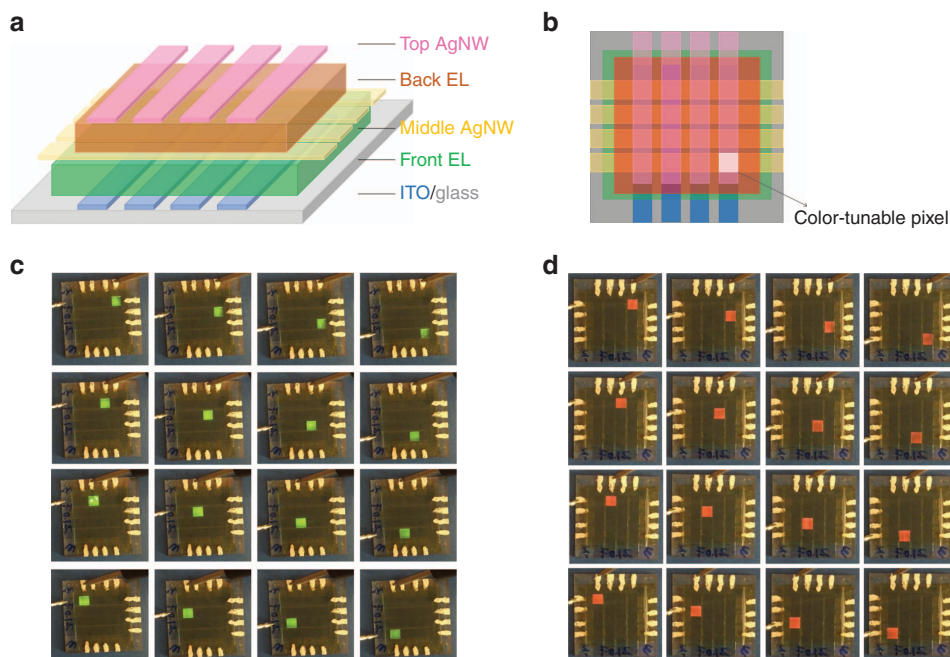 a
Top AgNW
Back EL
Middle AgNW
Front EL
ITO/glass
b
Color-tunable pixel
c
d